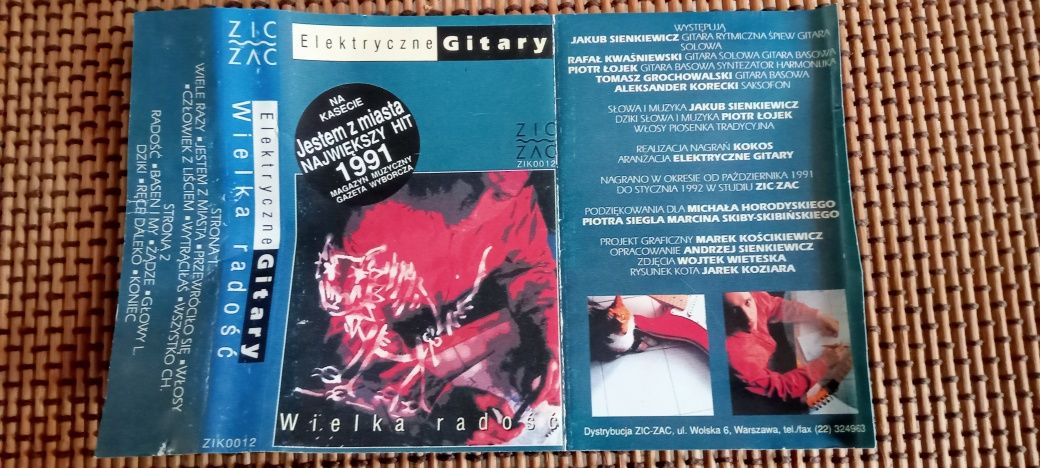 STRONA 1
WIELE RAZY ▪ JESTEM Z MIASTA ▪ PRZEWRÓCIŁO SIĘ ▪ WŁOSY
▪ CZŁOWIEK Z LIŚCIEM ▪ WYTRĄCIŁAŚ ▪ WSZYSTKO CH.
STRONA 2
RADOŚĆ ▪ BASEN I MY ▪ ŻĄDZE ▪ GŁOWY L.
DZIKI ▪ RĘCE DALEKO ▪ KONIEC
ZIC
ZAC
Elektryczne Gitary
Wielka radość
ZIK0012
Elektryczne Gitary
NA
KASECIE
Jestem z miasta
NAJWIEKSZY HIT
1991
MAGAZYN MUZYCZNY
GAZETA WYBORCZA
ZIC
ZAC
ZIK0012
Wielka radość
WYSTĘPUJĄ
JAKUB SIENKIEWICZ GITARA RYTMICZNA ŚPIEW GITARA
SOLOWA
RAFAŁ KWAŚNIEWSKI GITARA SOLOWA GITARA BASOWA
PIOTR ŁOJEK GITARA BASOWA SYNTEZATOR HARMONIJKA
TOMASZ GROCHOWALSKI GITARA BASOWA
ALEKSANDER KORECKI SAKSOFON
SŁOWA I MUZYKA JAKUB SIENKIEWICZ
DZIKI SŁOWA I MUZYKA PIOTR ŁOJEK
WŁOSY PIOSENKA TRADYCYJNA
REALIZACJA NAGRAŃ KOKOS
ARANŻACJA ELEKTRYCZNE GITARY
NAGRANO W OKRESIE OD PAŹDZIERNIKA 1991
DO STYCZNIA 1992 W STUDIU ZIC ZAC
PODZIĘKOWANIA DLA MICHAŁA HORODYSKIEGO
PIOTRA SIEGLA MARCINA SKIBY-SKIBIŃSKIEGO
PROJEKT GRAFICZNY MAREK KOŚCIKIEWICZ
OPRACOWANIE ANDRZEJ SIENKIEWICZ
ZDJĘCIA WOJTEK WIETESKA
RYSUNEK KOTA JAREK KOZIARA
Dystrybucja ZIC-ZAC, ul. Wolska 6, Warszawa, tel./fax (22) 324963